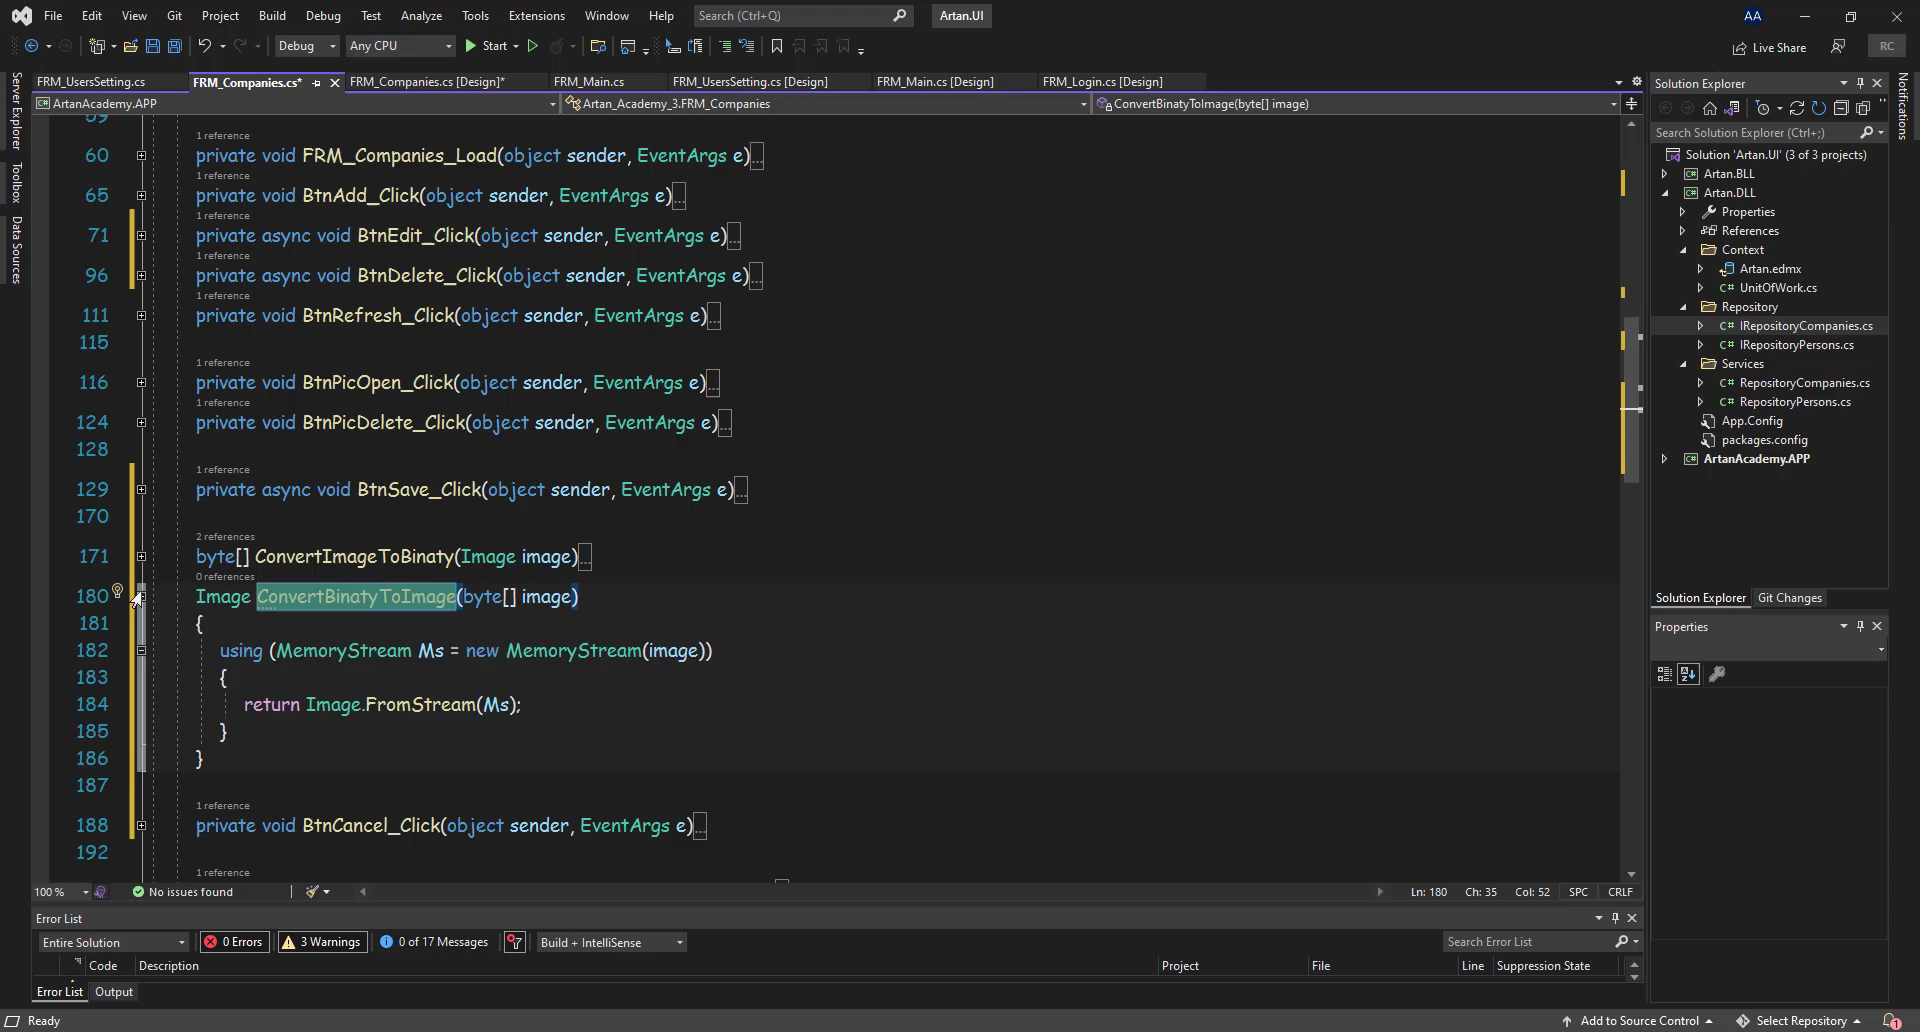 File Edit View Git Project Build Debug Test Analyze Tools Extensions Window Help Search (Ctrl+Q) Artan.UI AA
Debug Any CPU Start Live Share RC
FRM_UsersSetting.cs FRM_Companies.cs* FRM_Companies.cs [Design]* FRM_Main.cs FRM_UsersSetting.cs [Design] FRM_Main.cs [Design] FRM_Login.cs [Design]
ArtanAcademy.APP Artan_Academy_3.FRM_Companies ConvertBinatyToImage(byte[] image)
Server Explorer
Toolbox
Data Sources
59
1 reference
60 private void FRM_Companies_Load(object sender, EventArgs e)...
1 reference
65 private void BtnAdd_Click(object sender, EventArgs e)...
1 reference
71 private async void BtnEdit_Click(object sender, EventArgs e)...
1 reference
96 private async void BtnDelete_Click(object sender, EventArgs e)...
1 reference
111 private void BtnRefresh_Click(object sender, EventArgs e)...
115
1 reference
116 private void BtnPicOpen_Click(object sender, EventArgs e)...
1 reference
124 private void BtnPicDelete_Click(object sender, EventArgs e)...
128
1 reference
129 private async void BtnSave_Click(object sender, EventArgs e)...
170
2 references
171 byte[] ConvertImageToBinaty(Image image)...
0 references
180 Image ConvertBinatyToImage(byte[] image)
181 {
182 using (MemoryStream Ms = new MemoryStream(image))
183 {
184 return Image.FromStream(Ms);
185 }
186 }
187
1 reference
188 private void BtnCancel_Click(object sender, EventArgs e)...
192
1 reference
100 % No issues found Ln: 180 Ch: 35 Col: 52 SPC CRLF
Error List
Entire Solution 0 Errors 3 Warnings 0 of 17 Messages Build + IntelliSense Search Error List
Code Description Project File Line Suppression State
Error List Output
Ready Add to Source Control Select Repository 1
Solution Explorer
Search Solution Explorer (Ctrl+;)
Solution 'Artan.UI' (3 of 3 projects)
Artan.BLL
Artan.DLL
Properties
References
Context
Artan.edmx
UnitOfWork.cs
Repository
IRepositoryCompanies.cs
IRepositoryPersons.cs
Services
RepositoryCompanies.cs
RepositoryPersons.cs
App.Config
packages.config
ArtanAcademy.APP
Solution Explorer Git Changes
Properties
Notifications